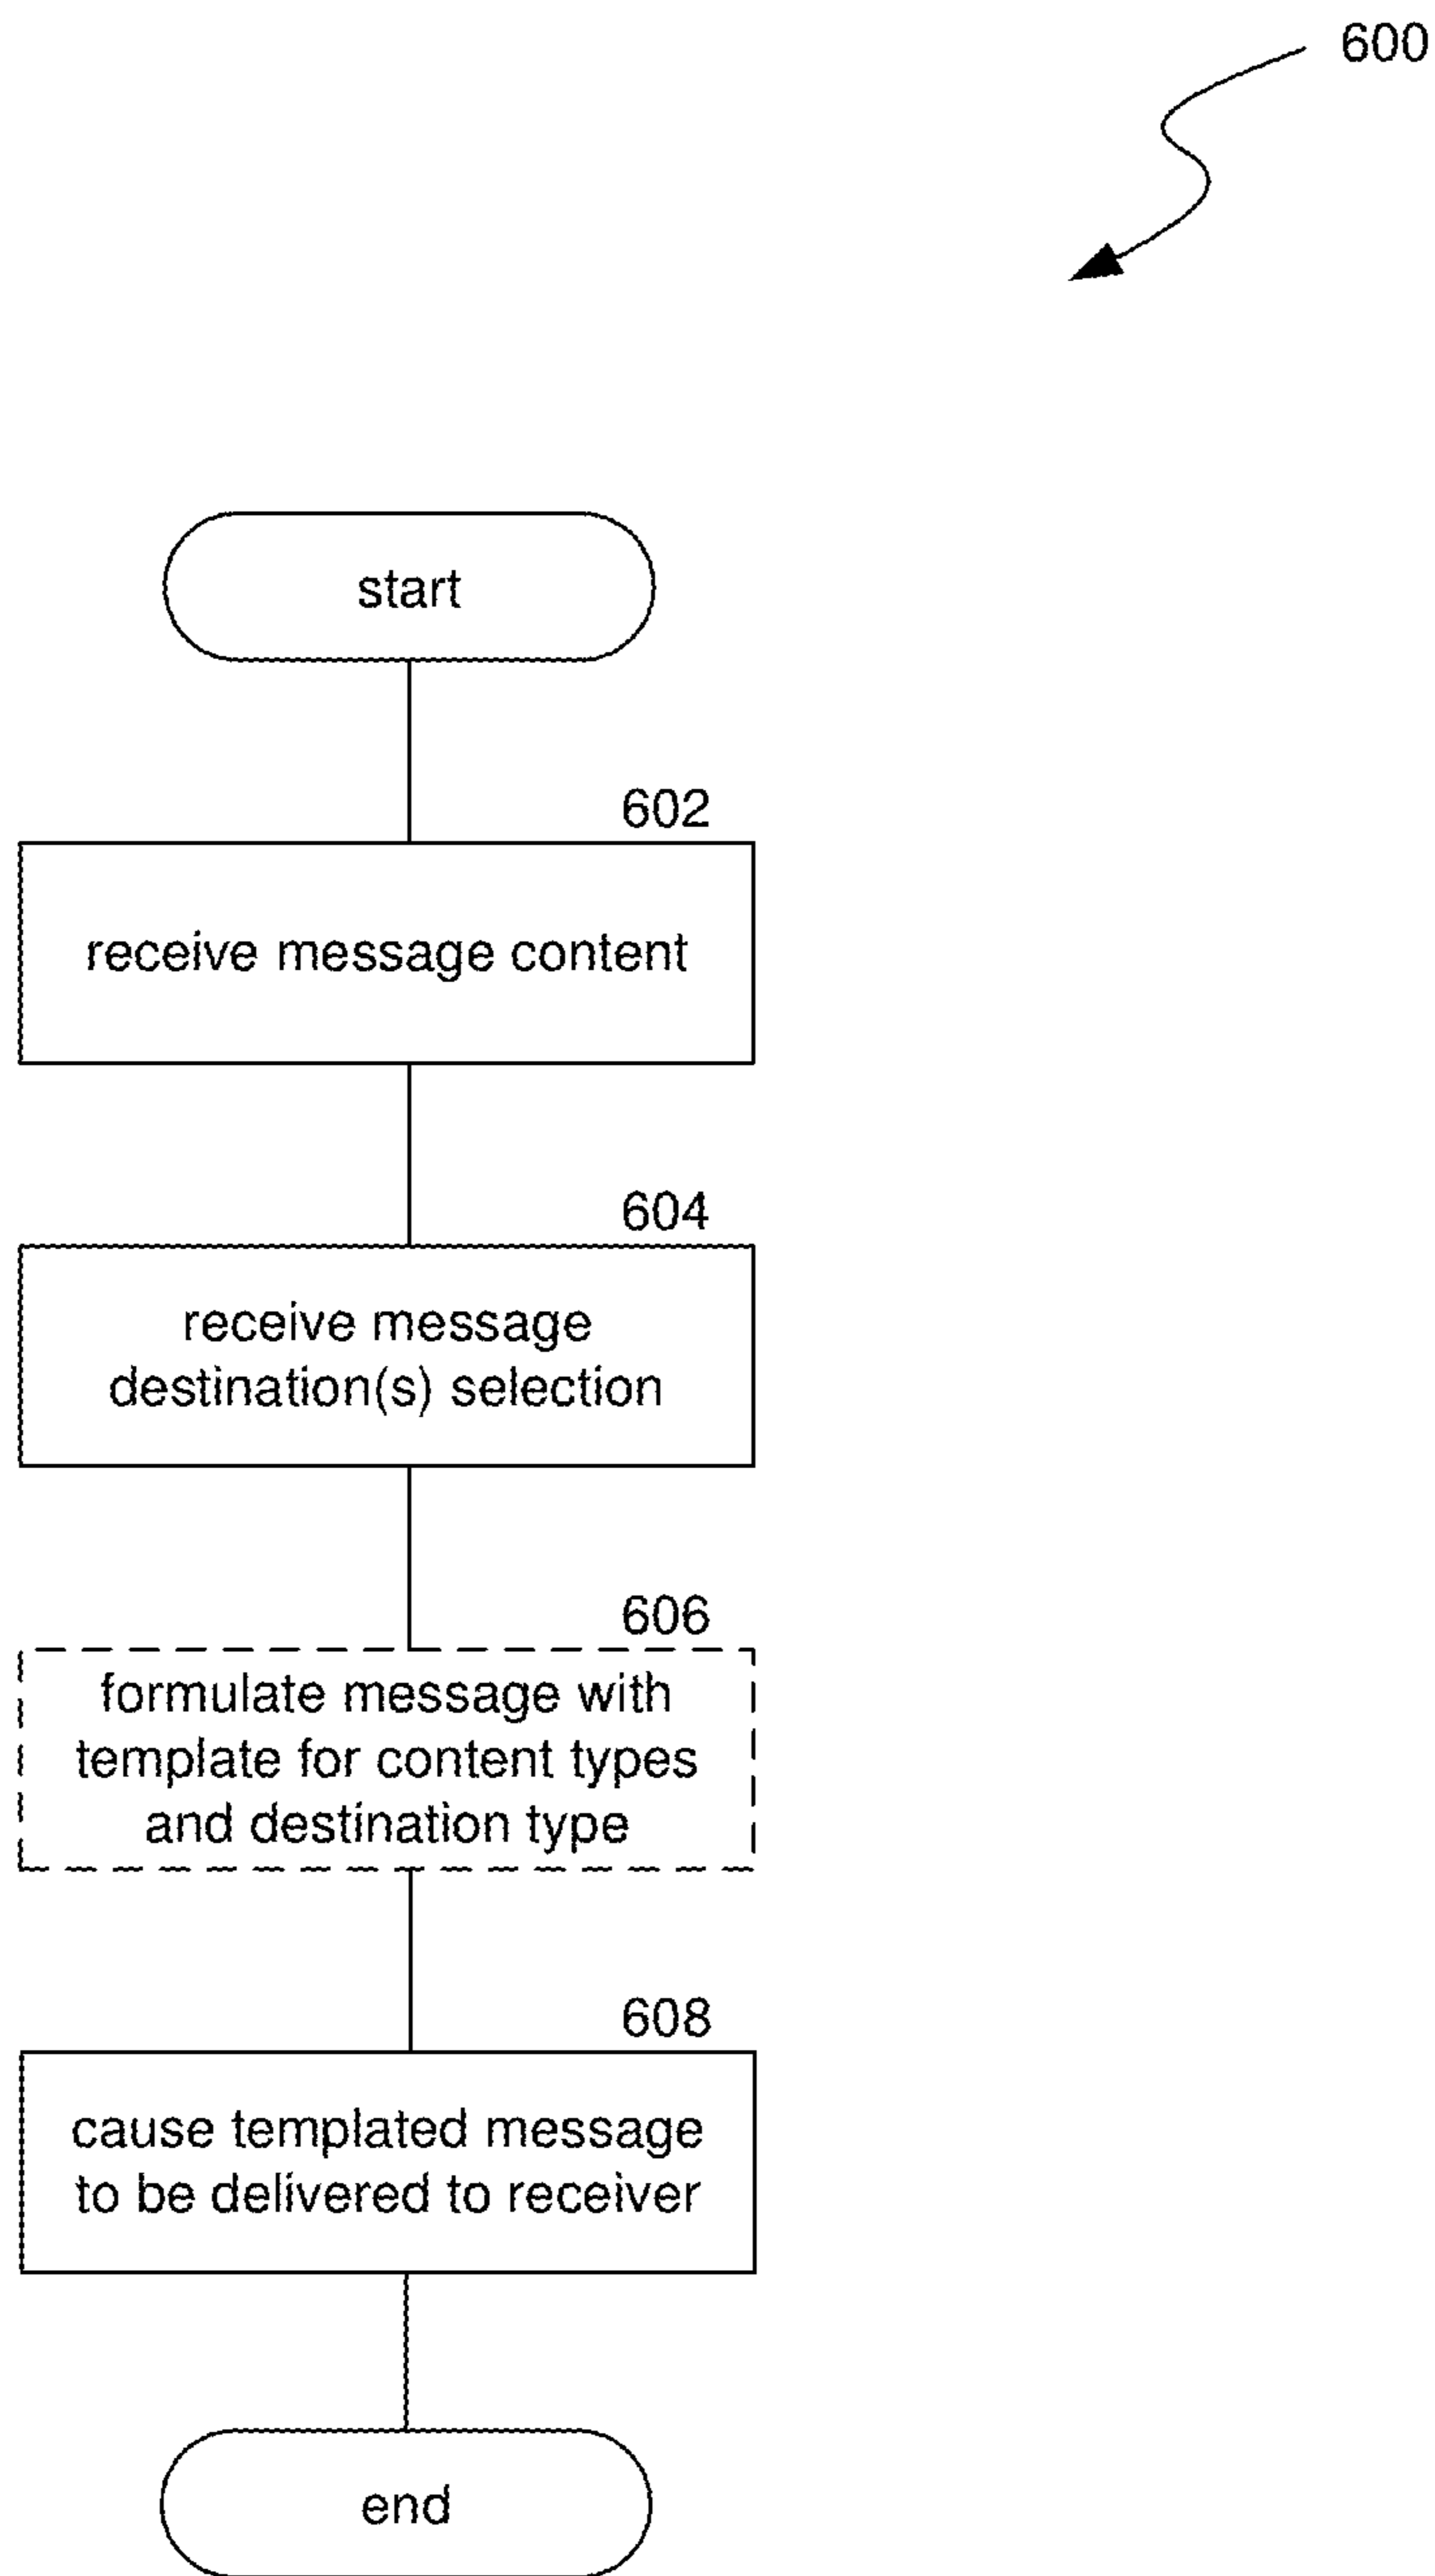 600
start
602
receive message content
604
receive message
destination(s) selection
606
formulate message with
template for content types
and destination type
608
cause templated message
to be delivered to receiver
end